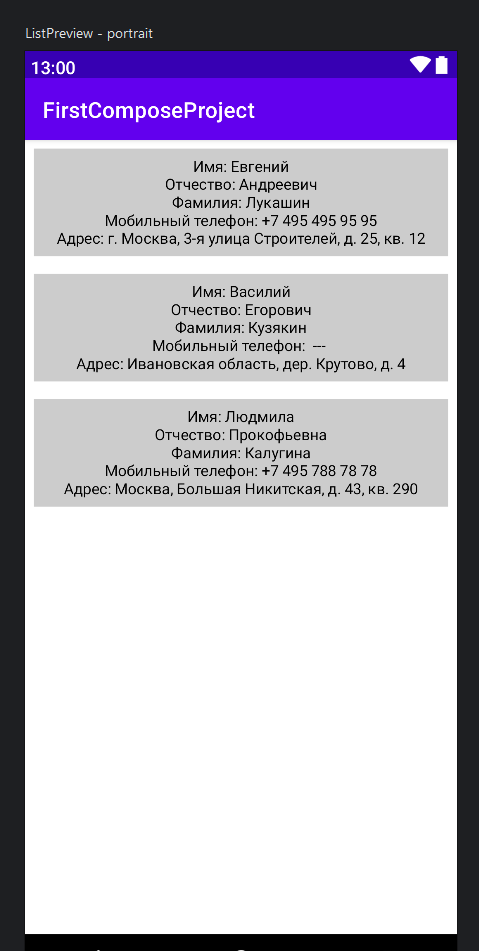 ListPreview - portrait
13:00
FirstComposeProject
Имя: Евгений
Отчество: Андреевич
Фамилия: Лукашин
Мобильный телефон: +7 495 495 95 95
Адрес: г. Москва, 3-я улица Строителей, д. 25, кв. 12
Имя: Василий
Отчество: Егорович
Фамилия: Кузякин
Мобильный телефон:  ---
Адрес: Ивановская область, дер. Крутово, д. 4
Имя: Людмила
Отчество: Прокофьевна
Фамилия: Калугина
Мобильный телефон: +7 495 788 78 78
Адрес: Москва, Большая Никитская, д. 43, кв. 290